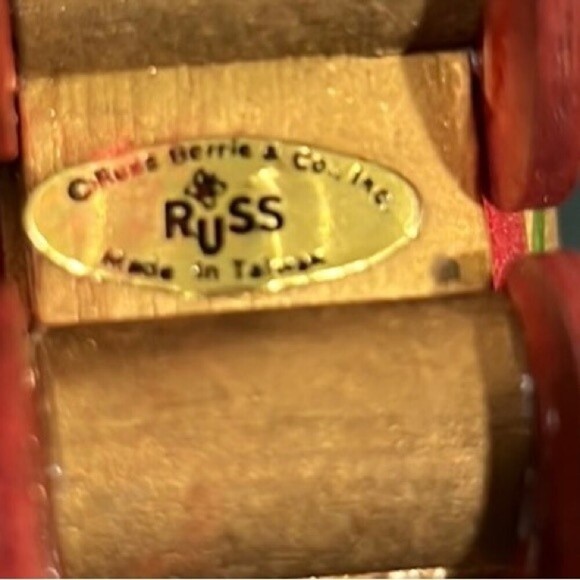 © Russ Berrie & Co., Inc.
RUSS
Made in Taiwan